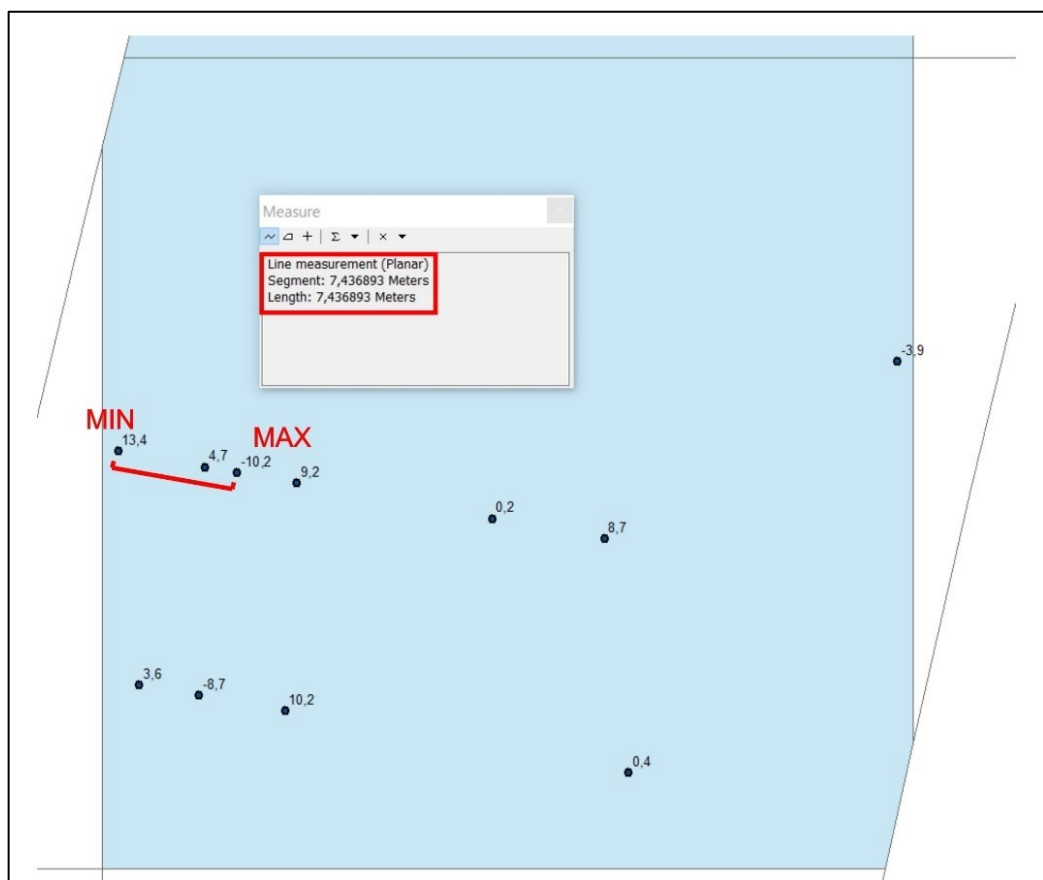 Measure
Line measurement (Planar)
Segment: 7,436893 Meters
Length: 7,436893 Meters
-3,9
MIN
13,4
4,7
-10,2
MAX
9,2
0,2
8,7
3,6
-8,7
10,2
0,4